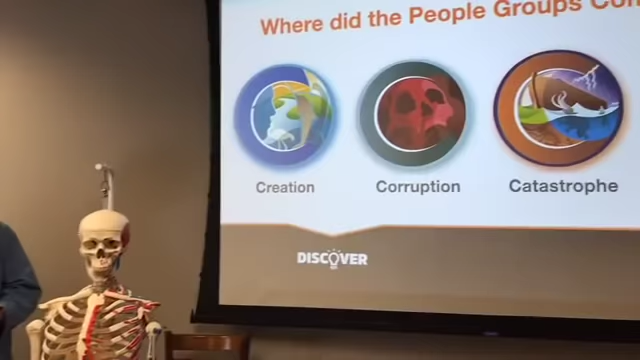 Where did the People Groups
Creation
Corruption
Catastrophe
DISCOVER